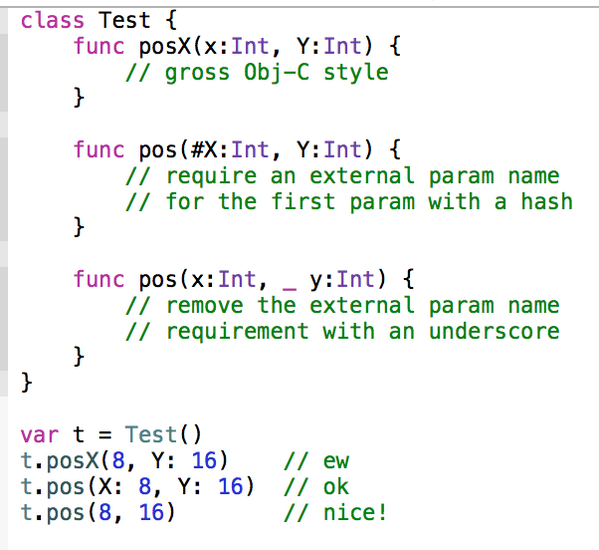 class Test {
    func posX(x:Int, Y:Int) {
        // gross Obj-C style
    }

    func pos(#X:Int, Y:Int) {
        // require an external param name
        // for the first param with a hash
    }

    func pos(x:Int, _ y:Int) {
        // remove the external param name
        // requirement with an underscore
    }
}

var t = Test()
t.posX(8, Y: 16)    // ew
t.pos(X: 8, Y: 16)  // ok
t.pos(8, 16)        // nice!